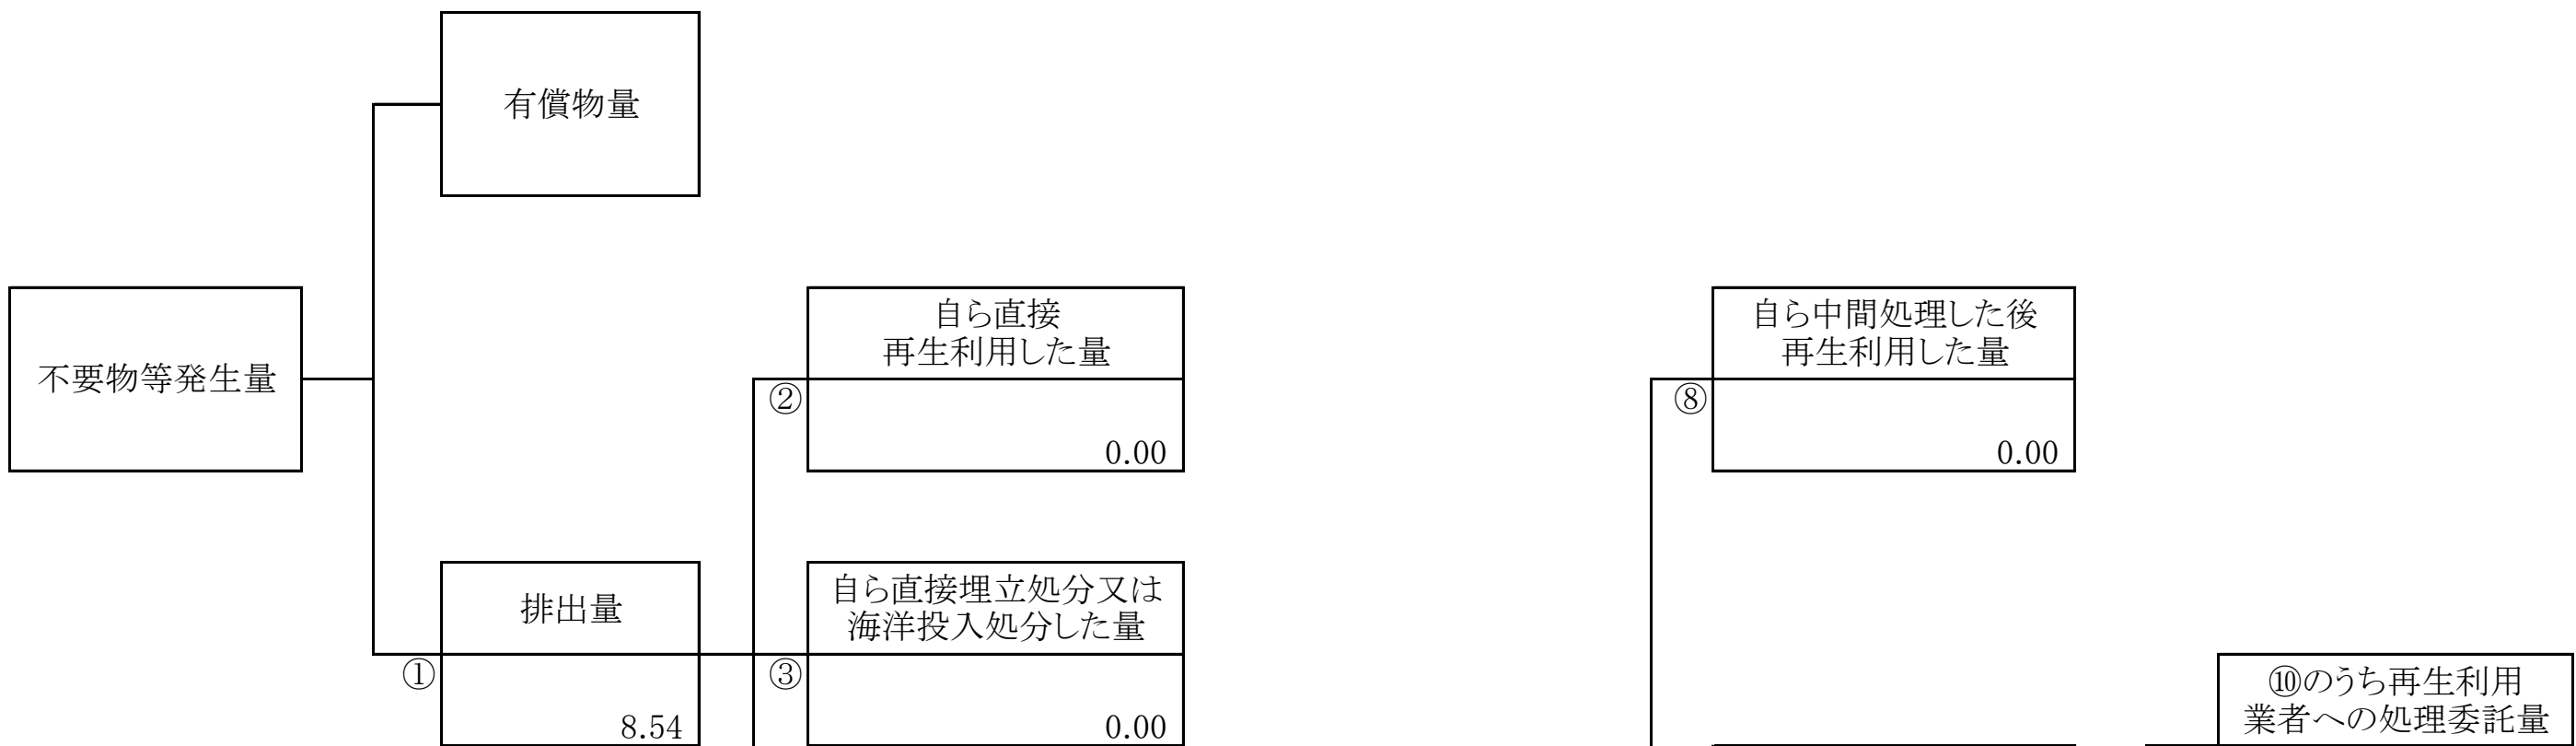 有償物量
不要物等発生量
自ら直接
再生利用した量
②
0.00
自ら中間処理した後
再生利用した量
⑧
0.00
排出量
①
8.54
自ら直接埋立処分又は
海洋投入処分した量
③
0.00
⑩のうち再生利用
業者への処理委託量